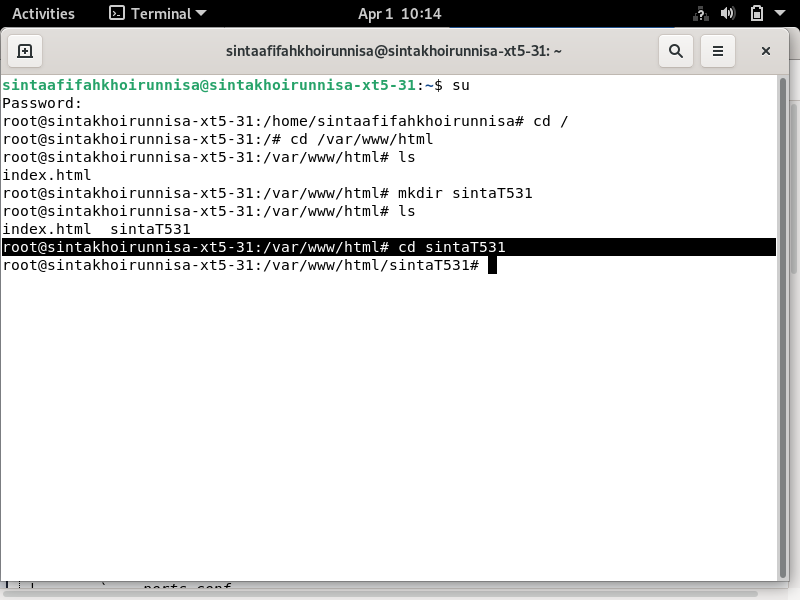 Activities Terminal Apr 1 10:14
sintaafifahkhoirunnisa@sintakhoirunnisa-xt5-31: ~
sintaafifahkhoirunnisa@sintakhoirunnisa-xt5-31:~$ su
Password:
root@sintakhoirunnisa-xt5-31:/home/sintaafifahkhoirunnisa# cd /
root@sintakhoirunnisa-xt5-31:/# cd /var/www/html
root@sintakhoirunnisa-xt5-31:/var/www/html# ls
index.html
root@sintakhoirunnisa-xt5-31:/var/www/html# mkdir sintaT531
root@sintakhoirunnisa-xt5-31:/var/www/html# ls
index.html  sintaT531
root@sintakhoirunnisa-xt5-31:/var/www/html# cd sintaT531
root@sintakhoirunnisa-xt5-31:/var/www/html/sintaT531#
ports.conf